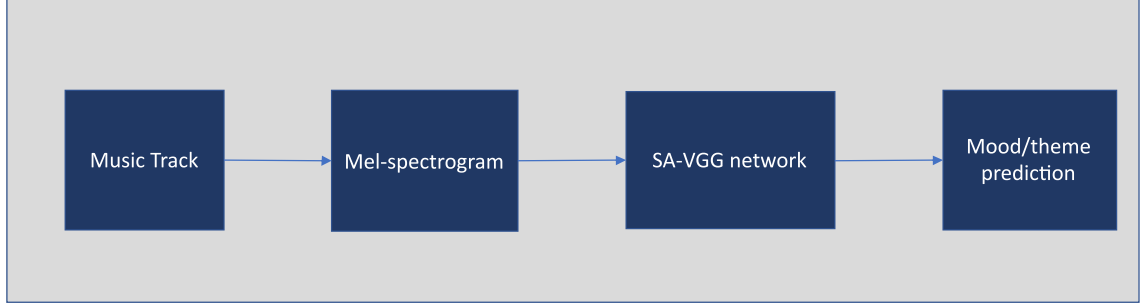 Music Track
Mel-spectrogram
SA-VGG network
Mood/theme
prediction